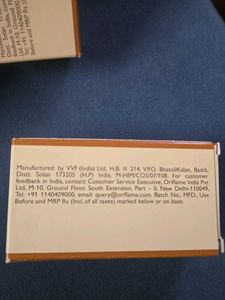 Manufactured by VVF (India) Ltd. H.B. # 214, V.P.O. BhatoliKalan, Baddi,
Distt. Solan 173205 (H.P) India. M-HIM/COS/07/108. For customer
feedback in India, contact: Customer Service Executive, Oriflame India Pvt
Ltd, M-10, Ground Floor, South Extension, Part – II, New Delhi-110049,
Tel: +91 1140409000, email: query@oriflame.com. Batch No., MFD., Use
Before and MRP Rs (Incl. of all taxes) marked below or on base.